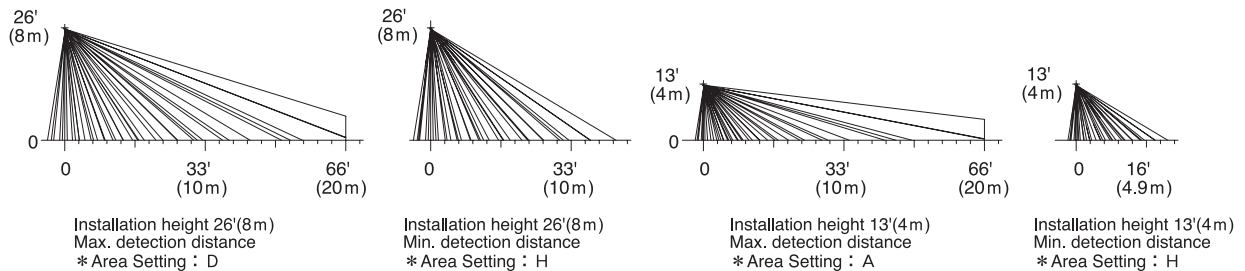 26'
(8m)
0
0
33'
(10m)
66'
(20m)
Installation height 26'(8m)
Max. detection distance
*Area Setting : D
26'
(8m)
0
33'
(10m)
Installation height 26'(8m)
Min. detection distance
*Area Setting : H
13'
(4m)
0
0
33'
(10m)
66'
(20m)
Installation height 13'(4m)
Max. detection distance
*Area Setting : A
13'
(4m)
0
16'
(4.9m)
Installation height 13'(4m)
Min. detection distance
*Area Setting : H